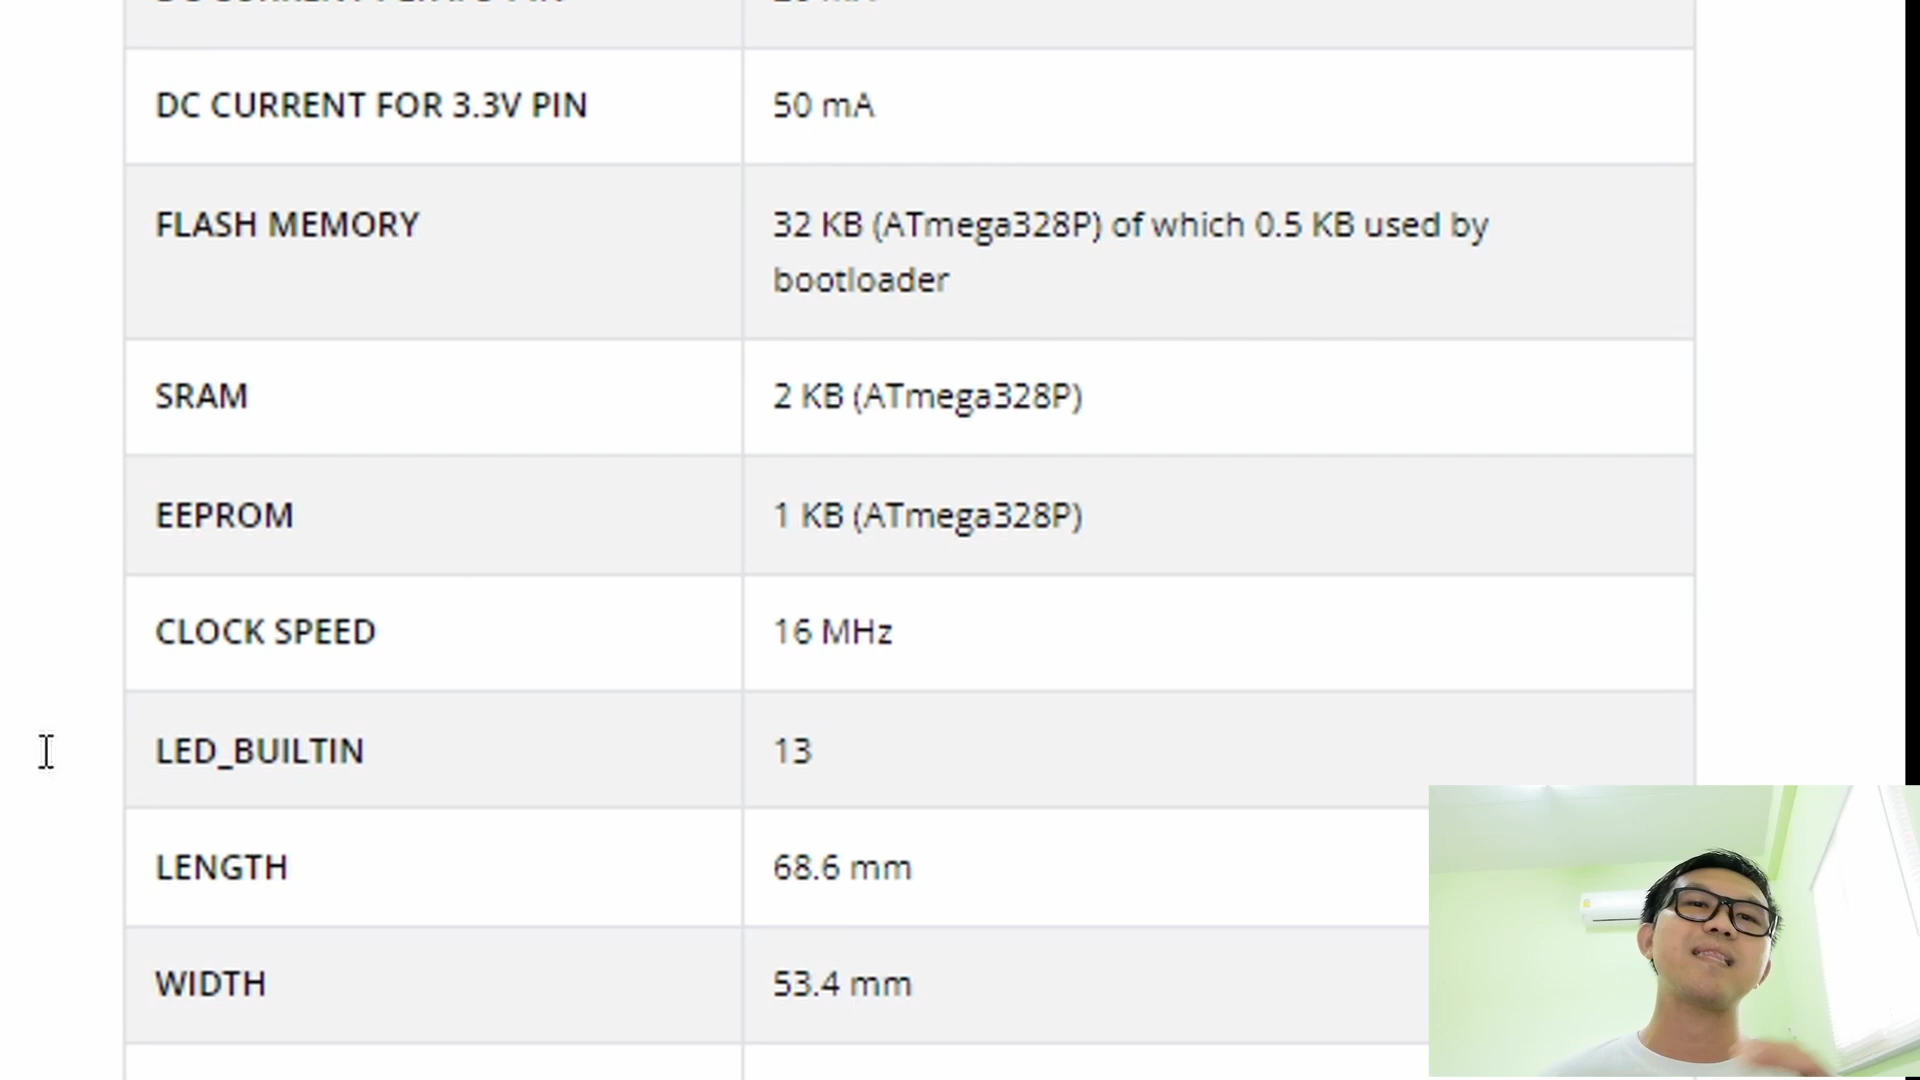 DC CURRENT FOR 3.3V PIN
50 mA
FLASH MEMORY
32 KB (ATmega328P) of which 0.5 KB used by
bootloader
SRAM
2 KB (ATmega328P)
EEPROM
1 KB (ATmega328P)
CLOCK SPEED
16 MHz
LED_BUILTIN
13
LENGTH
68.6 mm
WIDTH
53.4 mm